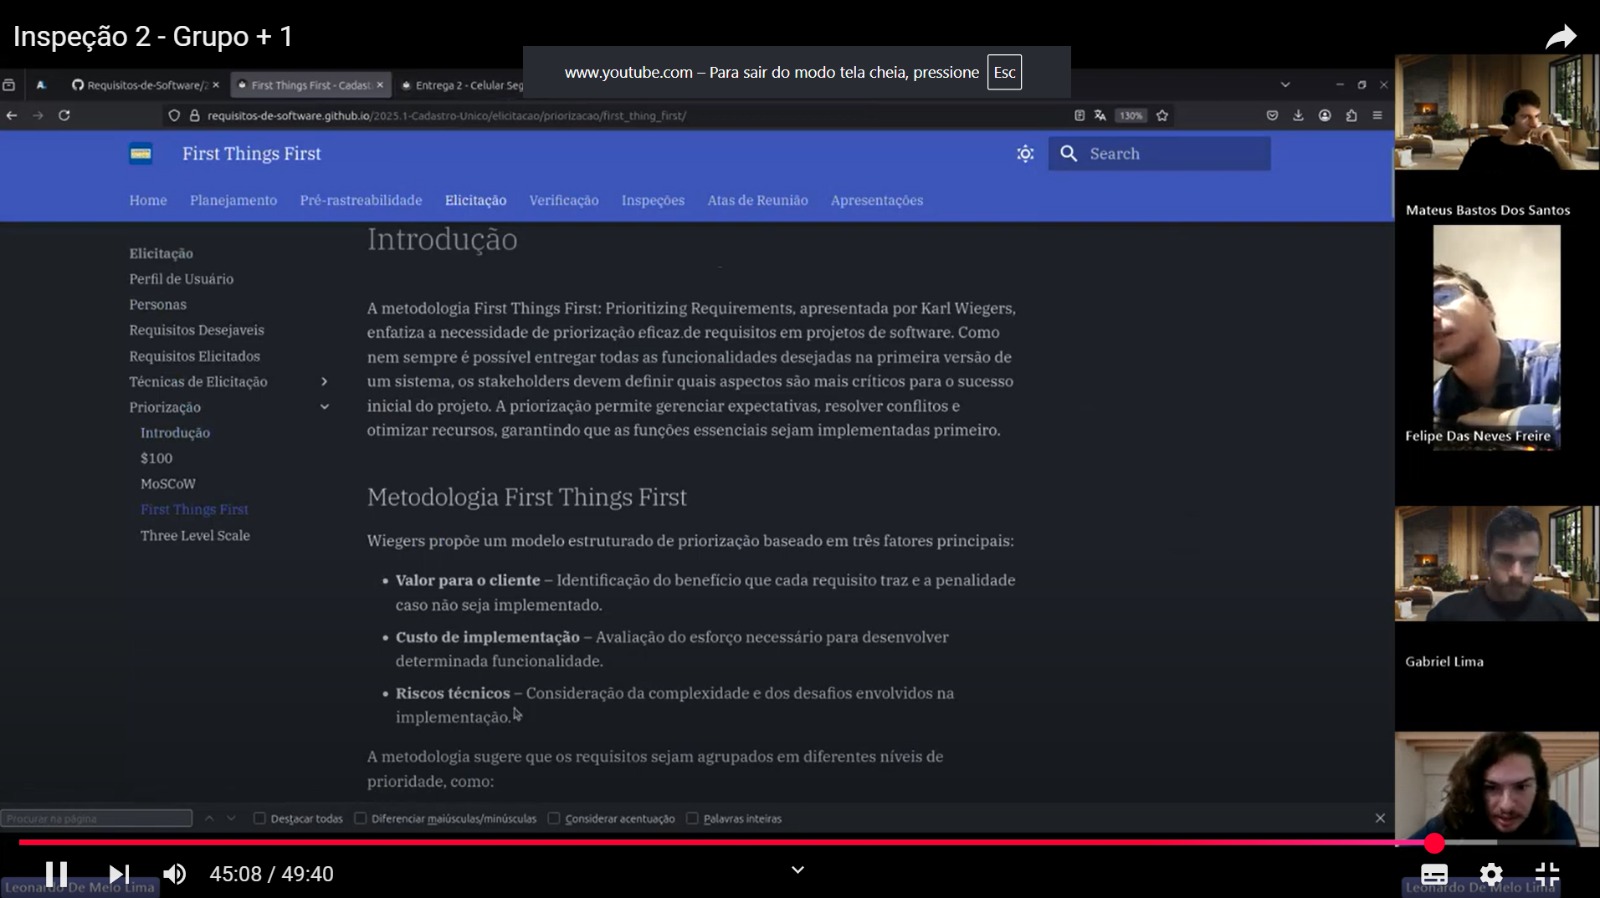 Inspeção 2 - Grupo + 1
www.youtube.com – Para sair do modo tela cheia, pressione Esc
Requisitos-de-Software/2
First Things First - Cadast
Entrega 2 - Celular Seg
requisitos-de-software.github.io/2025.1-Cadastro-Unico/elicitacao/priorizacao/first_thing_first/
130%
First Things First
Search
Home Planejamento Pré-rastreabilidade Elicitação Verificação Inspeções Atas de Reunião Apresentações
Elicitação
Perfil de Usuário
Personas
Requisitos Desejaveis
Requisitos Elicitados
Técnicas de Elicitação
Priorização
Introdução
$100
MoSCoW
First Things First
Three Level Scale
Introdução
A metodologia First Things First: Prioritizing Requirements, apresentada por Karl Wiegers,
enfatiza a necessidade de priorização eficaz de requisitos em projetos de software. Como
nem sempre é possível entregar todas as funcionalidades desejadas na primeira versão de
um sistema, os stakeholders devem definir quais aspectos são mais críticos para o sucesso
inicial do projeto. A priorização permite gerenciar expectativas, resolver conflitos e
otimizar recursos, garantindo que as funções essenciais sejam implementadas primeiro.
Metodologia First Things First
Wiegers propõe um modelo estruturado de priorização baseado em três fatores principais:
• Valor para o cliente – Identificação do benefício que cada requisito traz e a penalidade
caso não seja implementado.
• Custo de implementação – Avaliação do esforço necessário para desenvolver
determinada funcionalidade.
• Riscos técnicos – Consideração da complexidade e dos desafios envolvidos na
implementação.
A metodologia sugere que os requisitos sejam agrupados em diferentes níveis de
prioridade, como:
Mateus Bastos Dos Santos
Felipe Das Neves Freire
Gabriel Lima
Procurar na página
Destacar todas Diferenciar maiúsculas/minúsculas Considerar acentuação Palavras inteiras
45:08 / 49:40
Leonardo De Melo Lima
Leonardo De Melo Lima